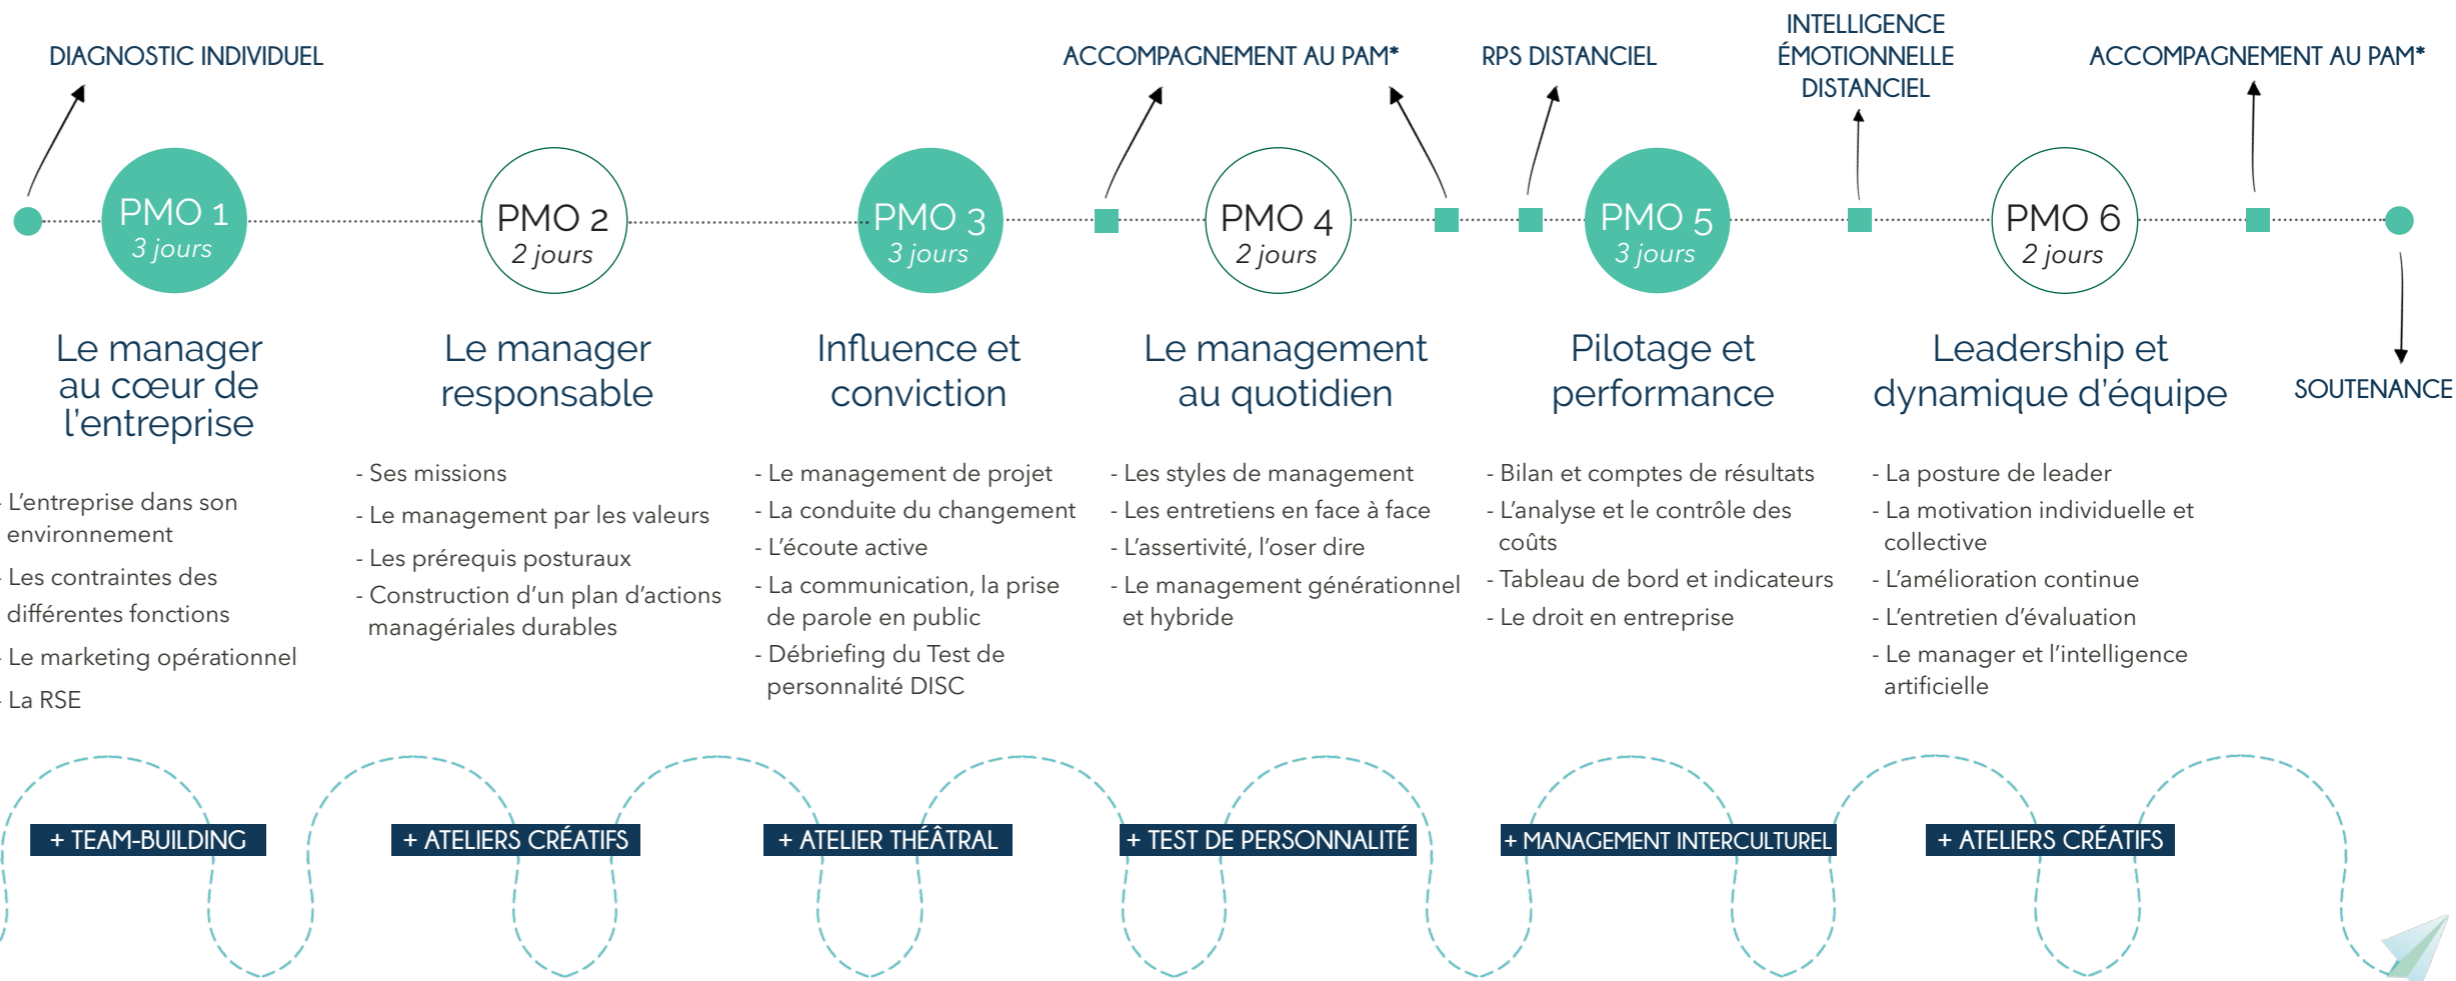 DIAGNOSTIC INDIVIDUEL
ACCOMPAGNEMENT AU PAM*
RPS DISTANCIEL
INTELLIGENCE
ÉMOTIONNELLE
DISTANCIEL
ACCOMPAGNEMENT AU PAM*
PMO 1
3 jours
PMO 2
2 jours
PMO 3
3 jours
PMO 4
2 jours
PMO 5
3 jours
PMO 6
2 jours
SOUTENANCE
Le manager
au cœur de
l'entreprise
- L'entreprise dans son
environnement
- Les contraintes des
différentes fonctions
- Le marketing opérationnel
- La RSE
Le manager
responsable
- Ses missions
- Le management par les valeurs
- Les prérequis posturaux
- Construction d'un plan d'actions
managériales durables
Influence et
conviction
- Le management de projet
- La conduite du changement
- L'écoute active
- La communication, la prise
de parole en public
- Débriefing du Test de
personnalité DISC
Le management
au quotidien
- Les styles de management
- Les entretiens en face à face
- L'assertivité, l'oser dire
- Le management générationnel
et hybride
Pilotage et
performance
- Bilan et comptes de résultats
- L'analyse et le contrôle des
coûts
- Tableau de bord et indicateurs
- Le droit en entreprise
Leadership et
dynamique d'équipe
- La posture de leader
- La motivation individuelle et
collective
- L'amélioration continue
- L'entretien d'évaluation
- Le manager et l'intelligence
artificielle
+ TEAM-BUILDING
+ ATELIERS CRÉATIFS
+ ATELIER THÉÂTRAL
+ TEST DE PERSONNALITÉ
+ MANAGEMENT INTERCULTUREL
+ ATELIERS CRÉATIFS